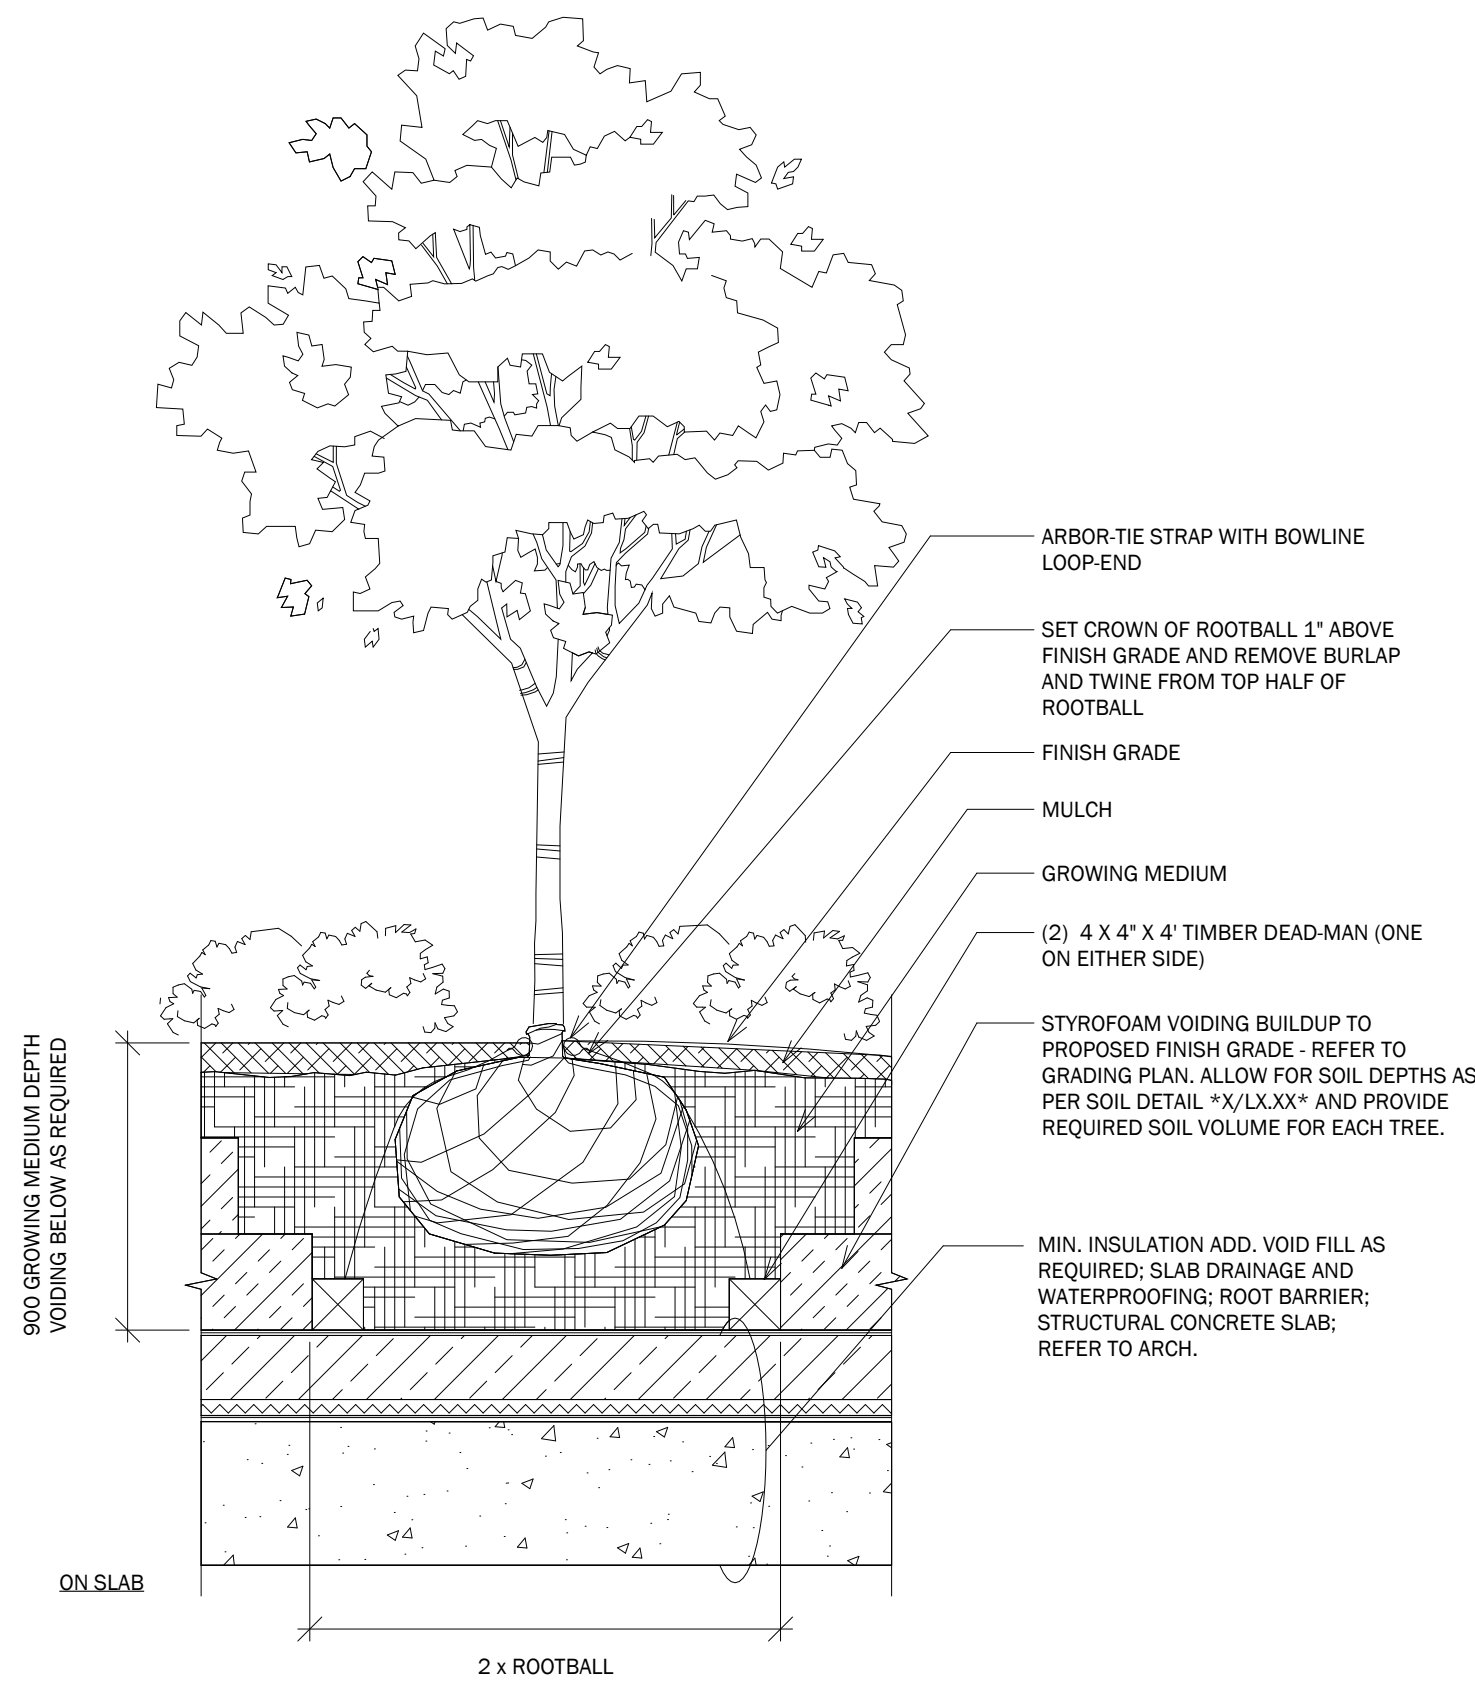 ARBOR-TIE STRAP WITH BOWLINE
LOOP-END
SET CROWN OF ROOTBALL 1" ABOVE
FINISH GRADE AND REMOVE BURLAP
AND TWINE FROM TOP HALF OF
ROOTBALL
FINISH GRADE
MULCH
GROWING MEDIUM
(2) 4 X 4" X 4' TIMBER DEAD-MAN (ONE
ON EITHER SIDE)
STYROFOAM VOIDING BUILDUP TO
PROPOSED FINISH GRADE - REFER TO
GRADING PLAN. ALLOW FOR SOIL DEPTHS AS
PER SOIL DETAIL *X/LX.XX* AND PROVIDE
REQUIRED SOIL VOLUME FOR EACH TREE.
MIN. INSULATION ADD. VOID FILL AS
REQUIRED; SLAB DRAINAGE AND
WATERPROOFING; ROOT BARRIER;
STRUCTURAL CONCRETE SLAB;
REFER TO ARCH.
900 GROWING MEDIUM DEPTH
VOIDING BELOW AS REQUIRED
ON SLAB
2 x ROOTBALL